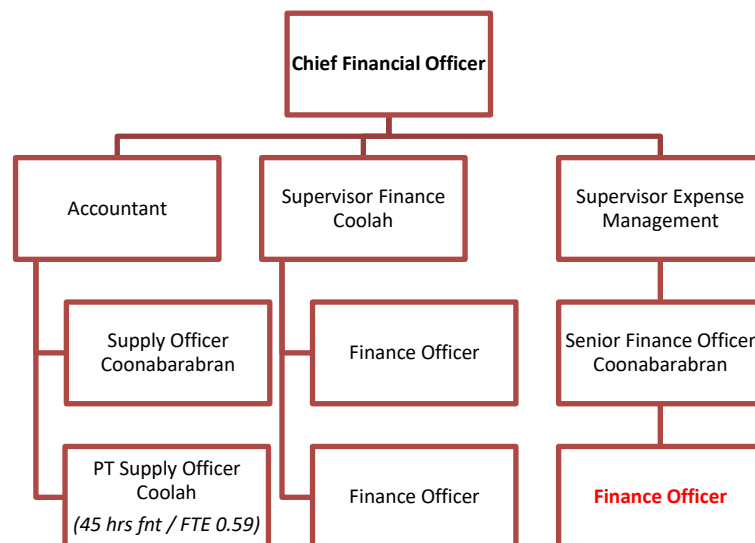 Chief Financial Officer
Accountant
Supervisor Finance
Coolah
Supervisor Expense
Management
Supply Officer
Coonabarabran
Finance Officer
Senior Finance Officer
Coonabarabran
PT Supply Officer
Coolah
(45 hrs fnt / FTE 0.59)
Finance Officer
Finance Officer